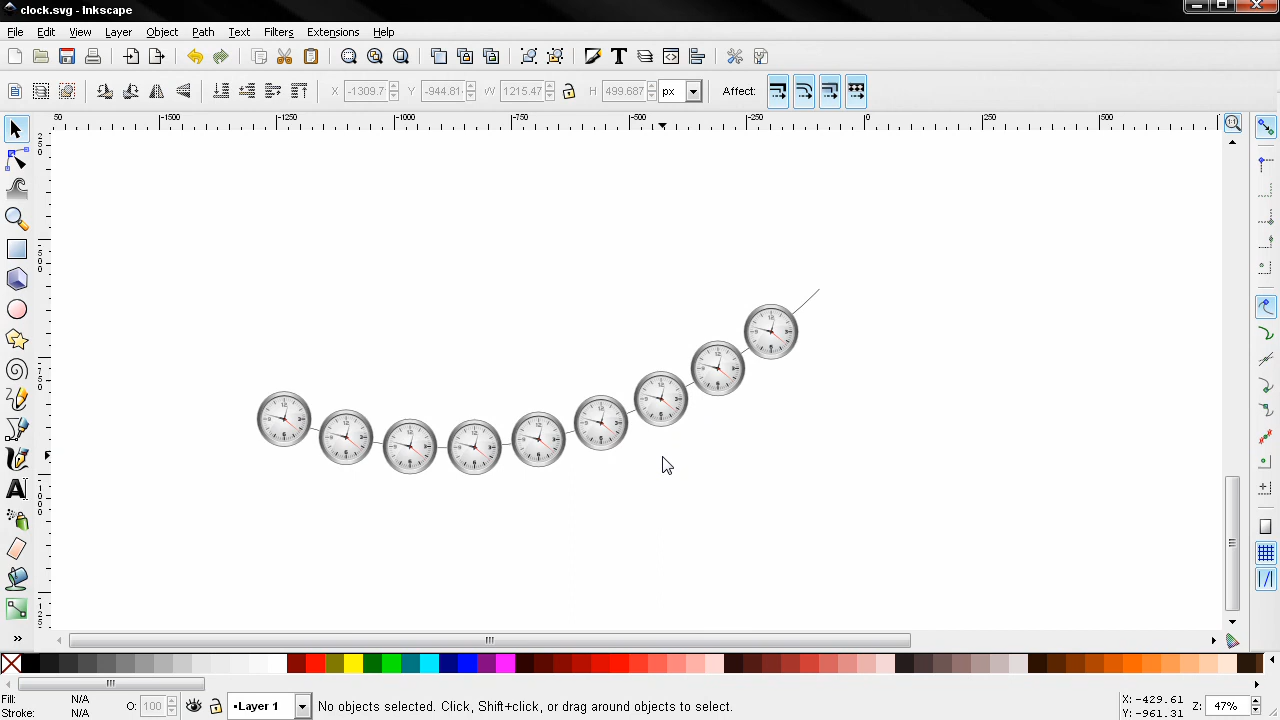 clock.svg - Inkscape
File Edit View Layer Object Path Text Filters Extensions Help
X -1309.7 Y -944.81 W 1215.47 H 499.687 px Affect:
50 -1500 -1250 -1000 -750 -500 -250 0 250 500
Fill: N/A O: 100 •Layer 1 No objects selected. Click, Shift+click, or drag around objects to select. X: -429.61 47%
Stroke: N/A Y: -961.31